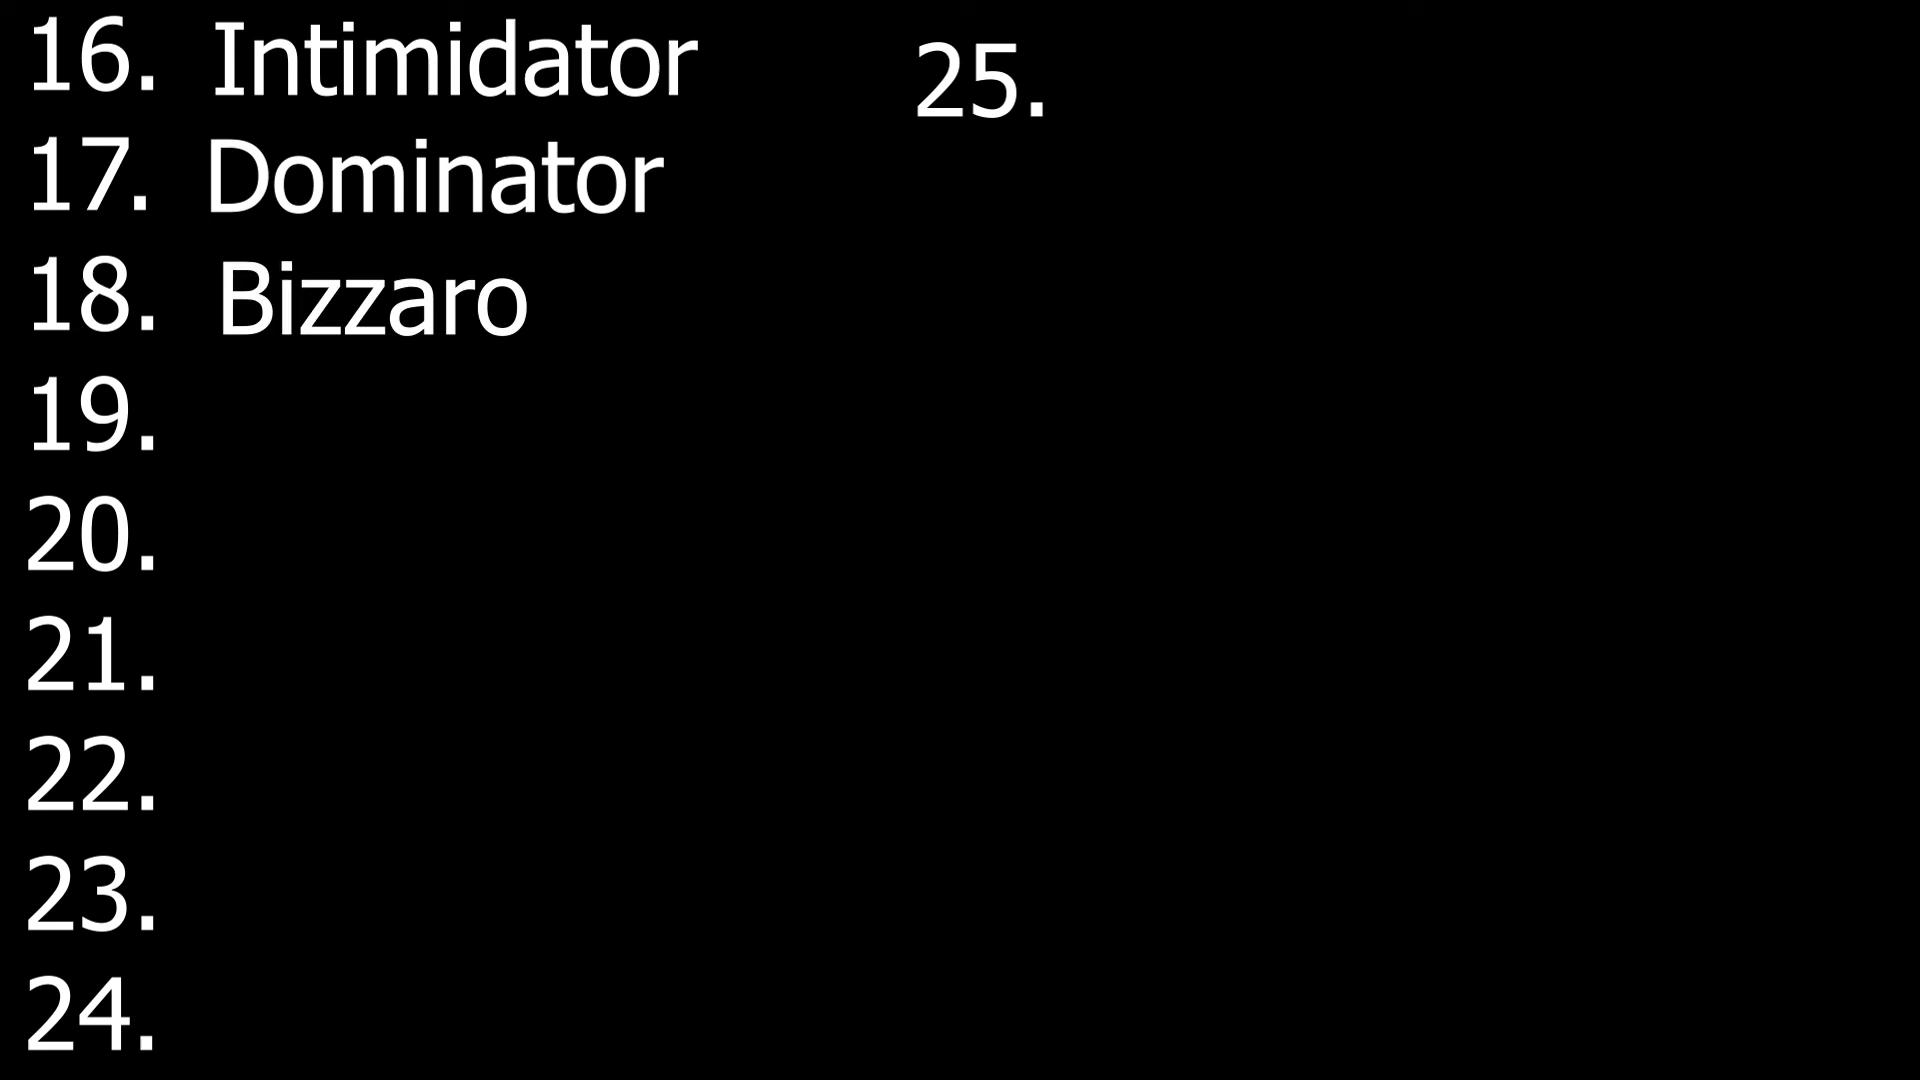 16. Intimidator
17. Dominator
18. Bizzaro
19.
20.
21.
22.
23.
24.
25.